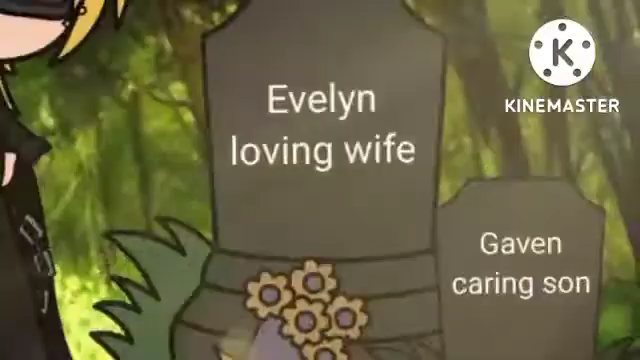 Evelyn
loving wife
Gaven
caring son
K
KINEMASTER